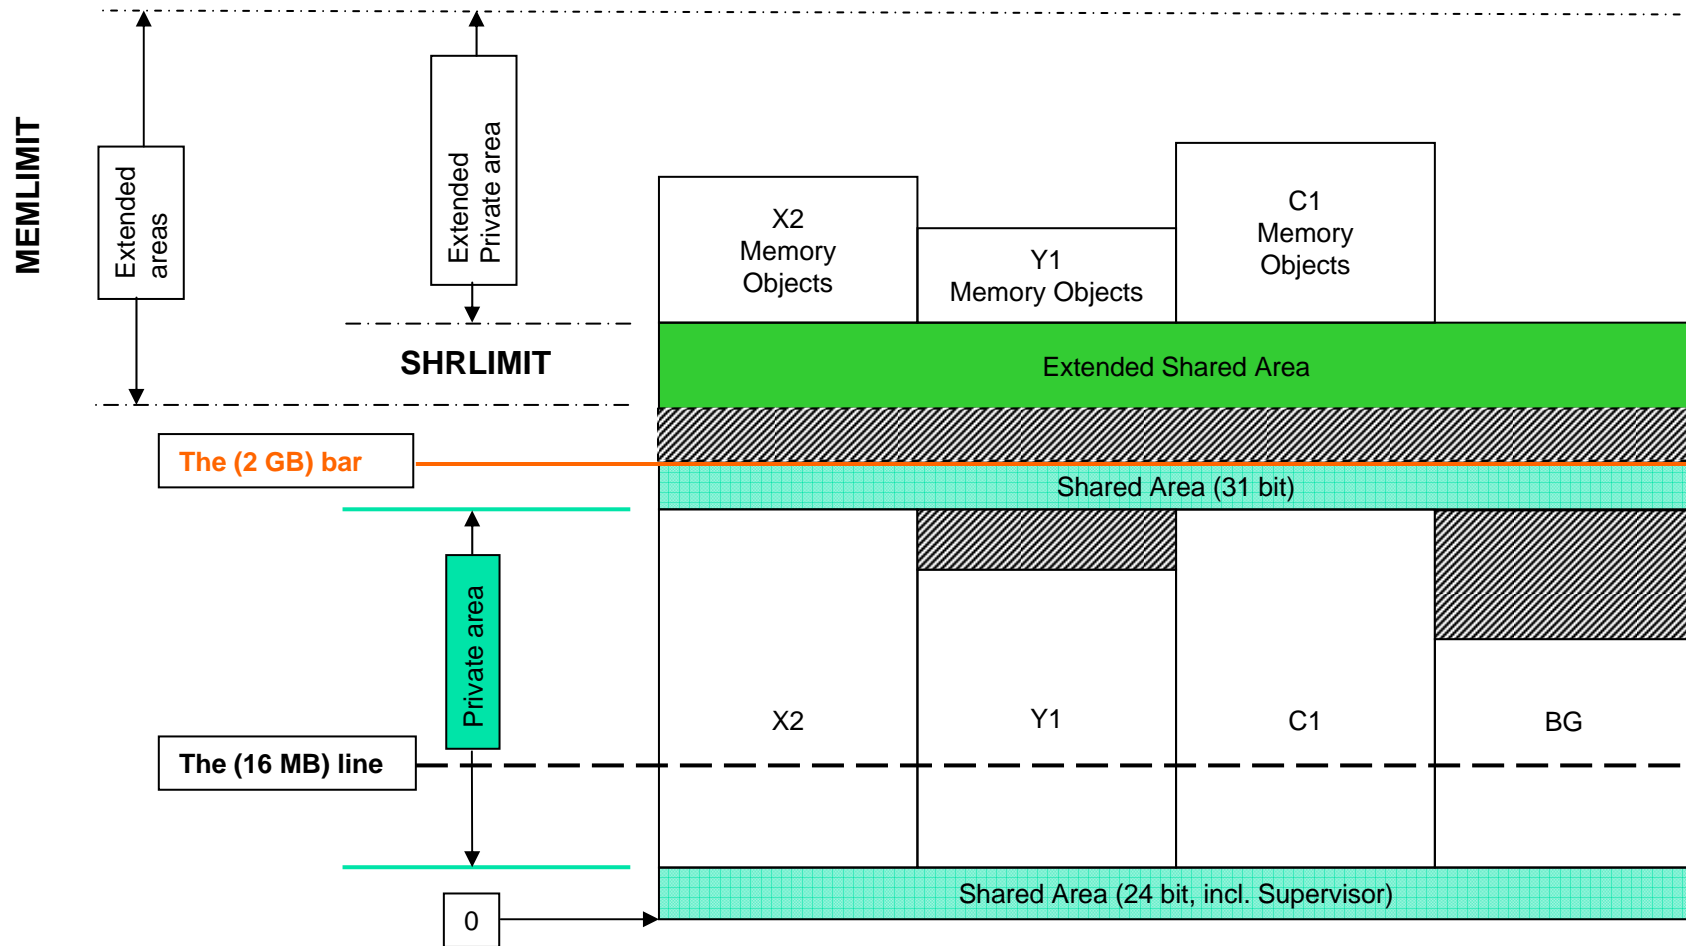 MEMLIMIT
Extended
areas
Extended
Private area
X2
Memory
Objects
Y1
Memory Objects
C1
Memory
Objects
SHRLIMIT
Extended Shared Area
The (2 GB) bar
Shared Area (31 bit)
Private area
X2
Y1
C1
BG
The (16 MB) line
Shared Area (24 bit, incl. Supervisor)
0